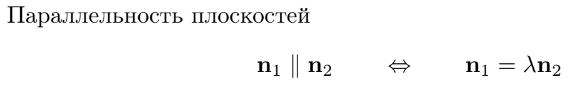 Параллельность плоскостей
n₁ ∥ n₂ ⇔ n₁ = λn₂